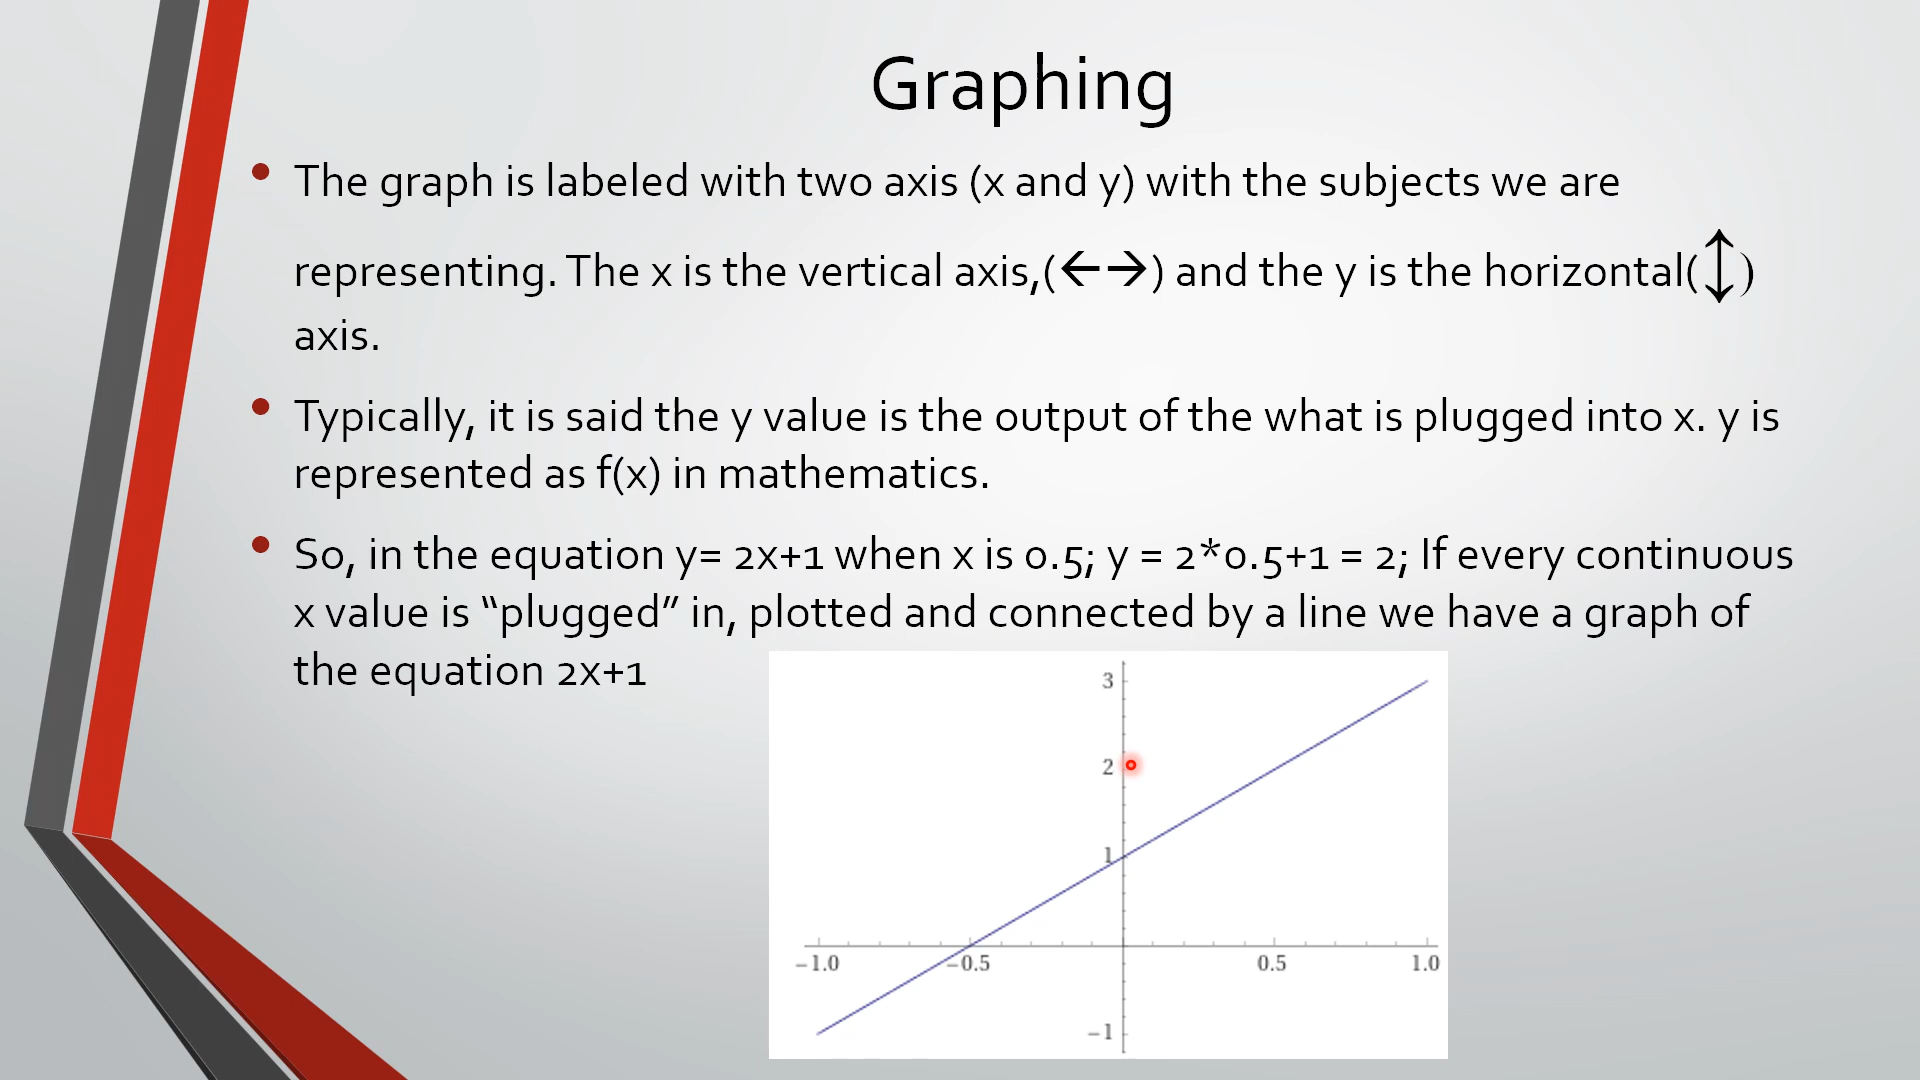 Graphing
• The graph is labeled with two axis (x and y) with the subjects we are
representing. The x is the vertical axis,(←→) and the y is the horizontal(↕)
axis.
• Typically, it is said the y value is the output of the what is plugged into x. y is
represented as f(x) in mathematics.
• So, in the equation y= 2x+1 when x is 0.5; y = 2*0.5+1 = 2; If every continuous
x value is “plugged” in, plotted and connected by a line we have a graph of
the equation 2x+1
3
2
1
−1.0 −0.5 0.5 1.0
−1